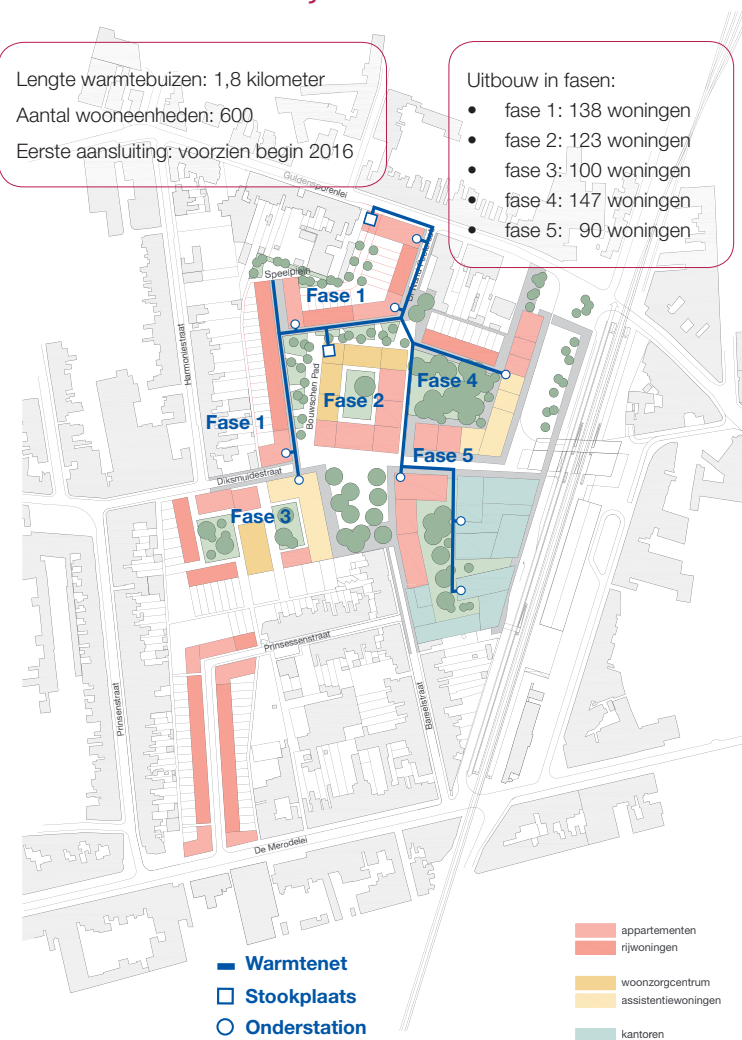 Lengte warmtebuizen: 1,8 kilometer
Aantal wooneenheden: 600
Eerste aansluiting: voorzien begin 2016
Uitbouw in fasen:
• fase 1: 138 woningen
• fase 2: 123 woningen
• fase 3: 100 woningen
• fase 4: 147 woningen
• fase 5: 90 woningen
Guldensporenlei
Speelplein
Fase 1
Harmoniestraat
Bouwschen Pad
Fase 4
Fase 2
Fase 1
Fase 5
Diksmuidestraat
Fase 3
Prinsessenstraat
Prinsenstraat
Batelstraat
De Merodelei
Warmtenet
Stookplaats
Onderstation
appartementen
rijwoningen
woonzorgcentrum
assistentiewoningen
kantoren